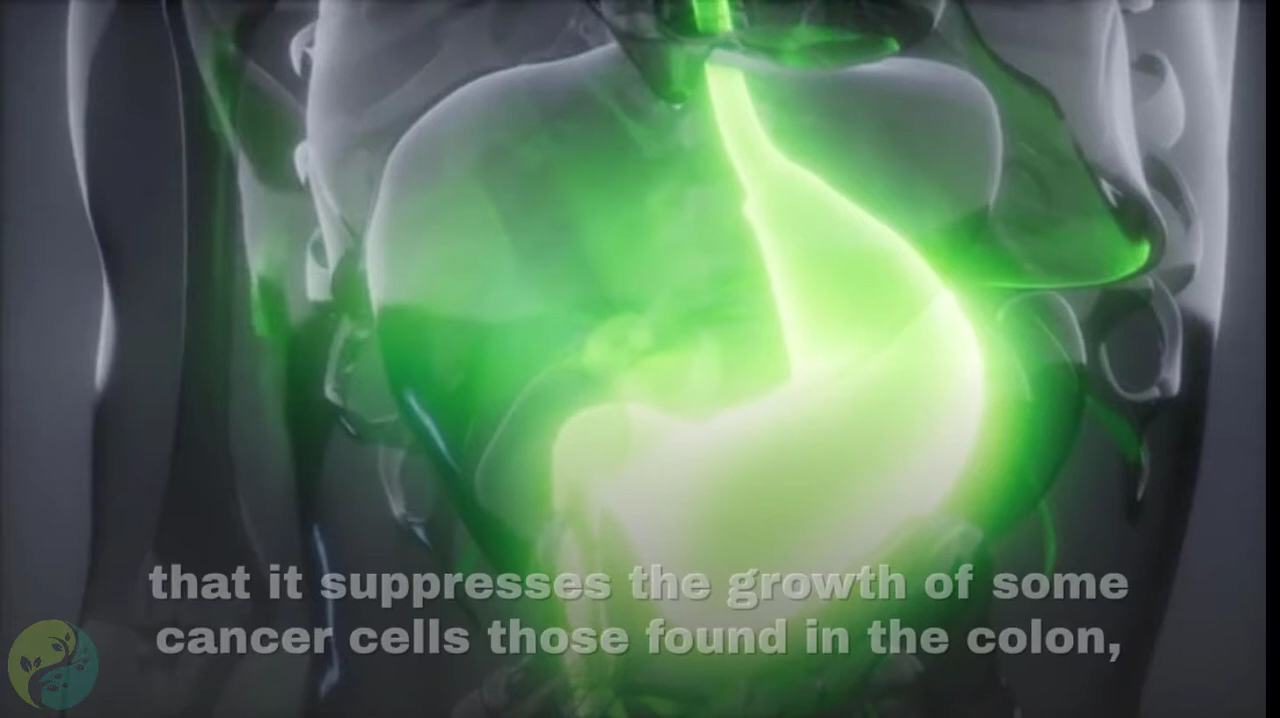 that it suppresses the growth of some
cancer cells those found in the colon,